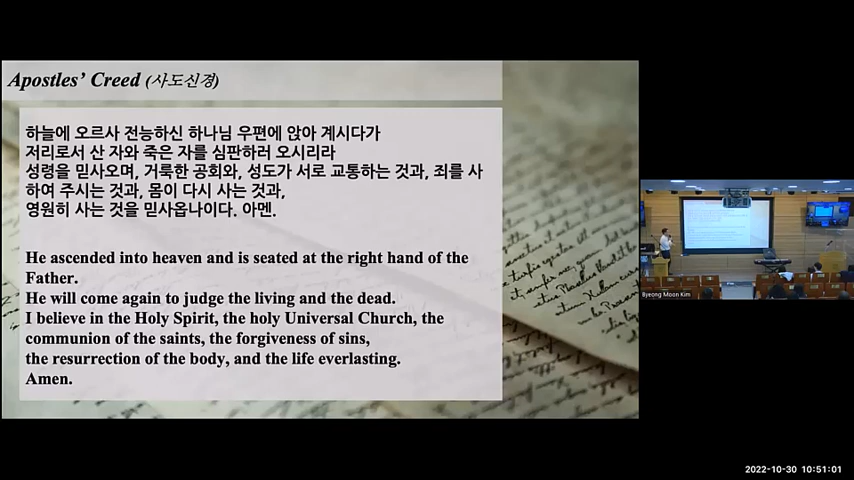 Apostles' Creed (사도신경)
하늘에 오르사 전능하신 하나님 우편에 앉아 계시다가
저리로서 산 자와 죽은 자를 심판하러 오시리라
성령을 믿사오며, 거룩한 공회와, 성도가 서로 교통하는 것과, 죄를 사
하여 주시는 것과, 몸이 다시 사는 것과,
영원히 사는 것을 믿사옵나이다. 아멘.
He ascended into heaven and is seated at the right hand of the
Father.
He will come again to judge the living and the dead.
I believe in the Holy Spirit, the holy Universal Church, the
communion of the saints, the forgiveness of sins,
the resurrection of the body, and the life everlasting.
Amen.
Byeong Moon Kim
2022-10-30 10:51:01